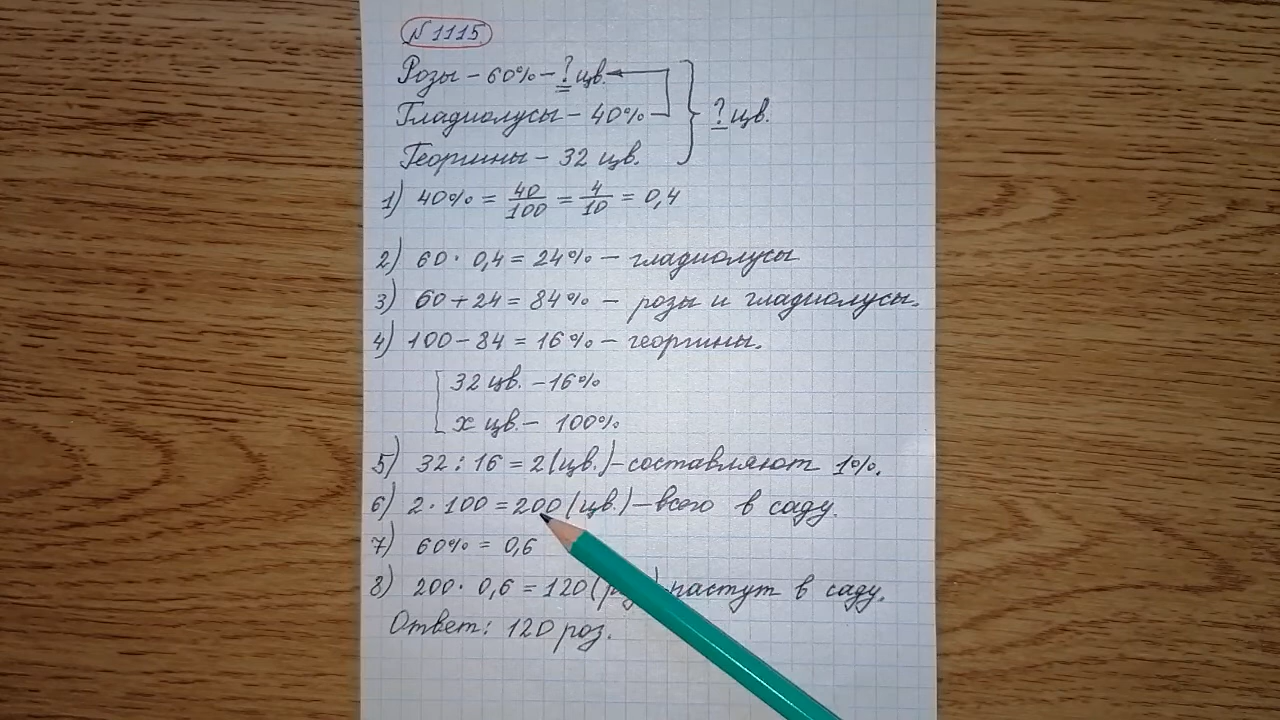 № 1115
Розы – 60% – ? цв.
Гладиолусы – 40%
? цв.
Георгины – 32 цв.
1) 40% = 40/100 = 4/10 = 0,4
2) 60 · 0,4 = 24% – гладиолусы
3) 60 + 24 = 84% – розы и гладиолусы.
4) 100 – 84 = 16% – георгины.
32 цв. – 16%
х цв. – 100%
5) 32 : 16 = 2 (цв.) – составляют 1%.
6) 2 · 100 = 200 (цв.) – всего в саду.
7) 60% = 0,6
8) 200 · 0,6 = 120 ( растут в саду.
Ответ: 120 роз.